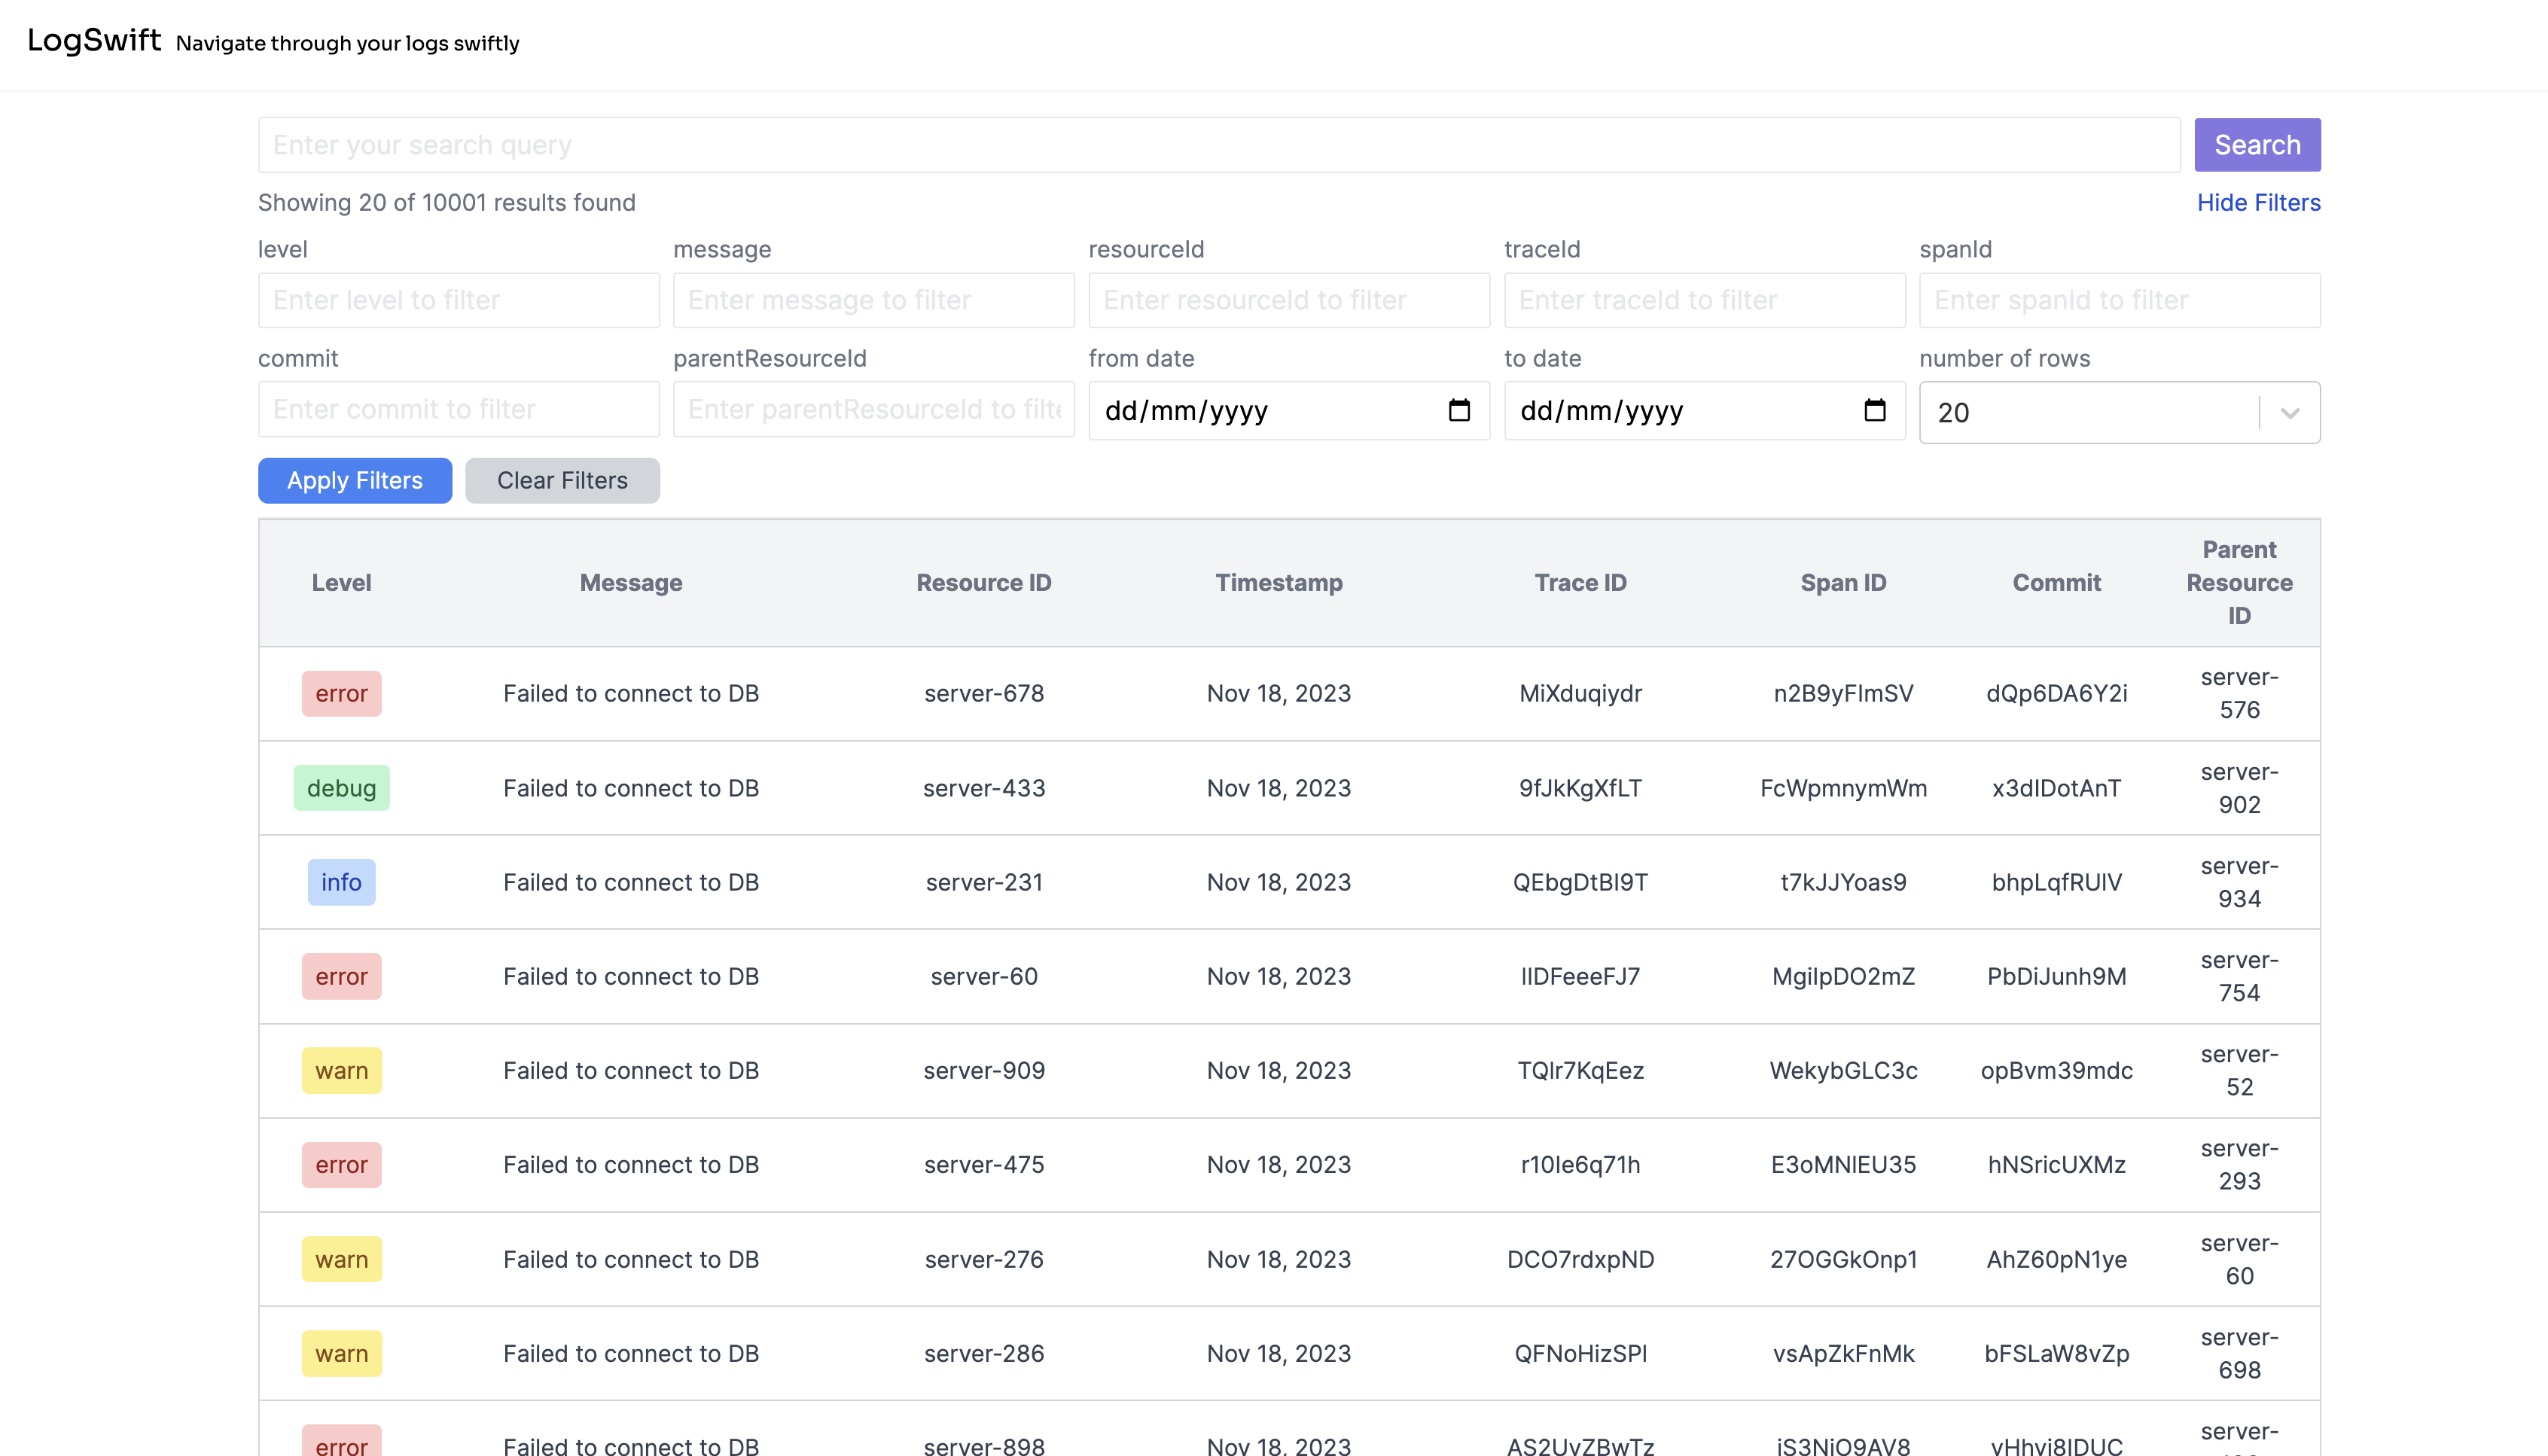 LogSwift Navigate through your logs swiftly
Enter your search query Search
Showing 20 of 10001 results found Hide Filters
level message resourceId traceId spanId
Enter level to filter Enter message to filter Enter resourceId to filter Enter traceId to filter Enter spanId to filter
commit parentResourceId from date to date number of rows
Enter commit to filter Enter parentResourceId to filte dd/mm/yyyy dd/mm/yyyy 20
Apply Filters Clear Filters
Level Message Resource ID Timestamp Trace ID Span ID Commit Parent Resource ID
error Failed to connect to DB server-678 Nov 18, 2023 MiXduqiydr n2B9yFImSV dQp6DA6Y2i server-576
debug Failed to connect to DB server-433 Nov 18, 2023 9fJkKgXfLT FcWpmnymWm x3dIDotAnT server-902
info Failed to connect to DB server-231 Nov 18, 2023 QEbgDtBI9T t7kJJYoas9 bhpLqfRUIV server-934
error Failed to connect to DB server-60 Nov 18, 2023 IIDFeeeFJ7 MgiIpDO2mZ PbDiJunh9M server-754
warn Failed to connect to DB server-909 Nov 18, 2023 TQIr7KqEez WekybGLC3c opBvm39mdc server-52
error Failed to connect to DB server-475 Nov 18, 2023 r10Ie6q71h E3oMNIEU35 hNSricUXMz server-293
warn Failed to connect to DB server-276 Nov 18, 2023 DCO7rdxpND 27OGGkOnp1 AhZ60pN1ye server-60
warn Failed to connect to DB server-286 Nov 18, 2023 QFNoHizSPI vsApZkFnMk bFSLaW8vZp server-698
error Failed to connect to DB server-898 Nov 18, 2023 server-